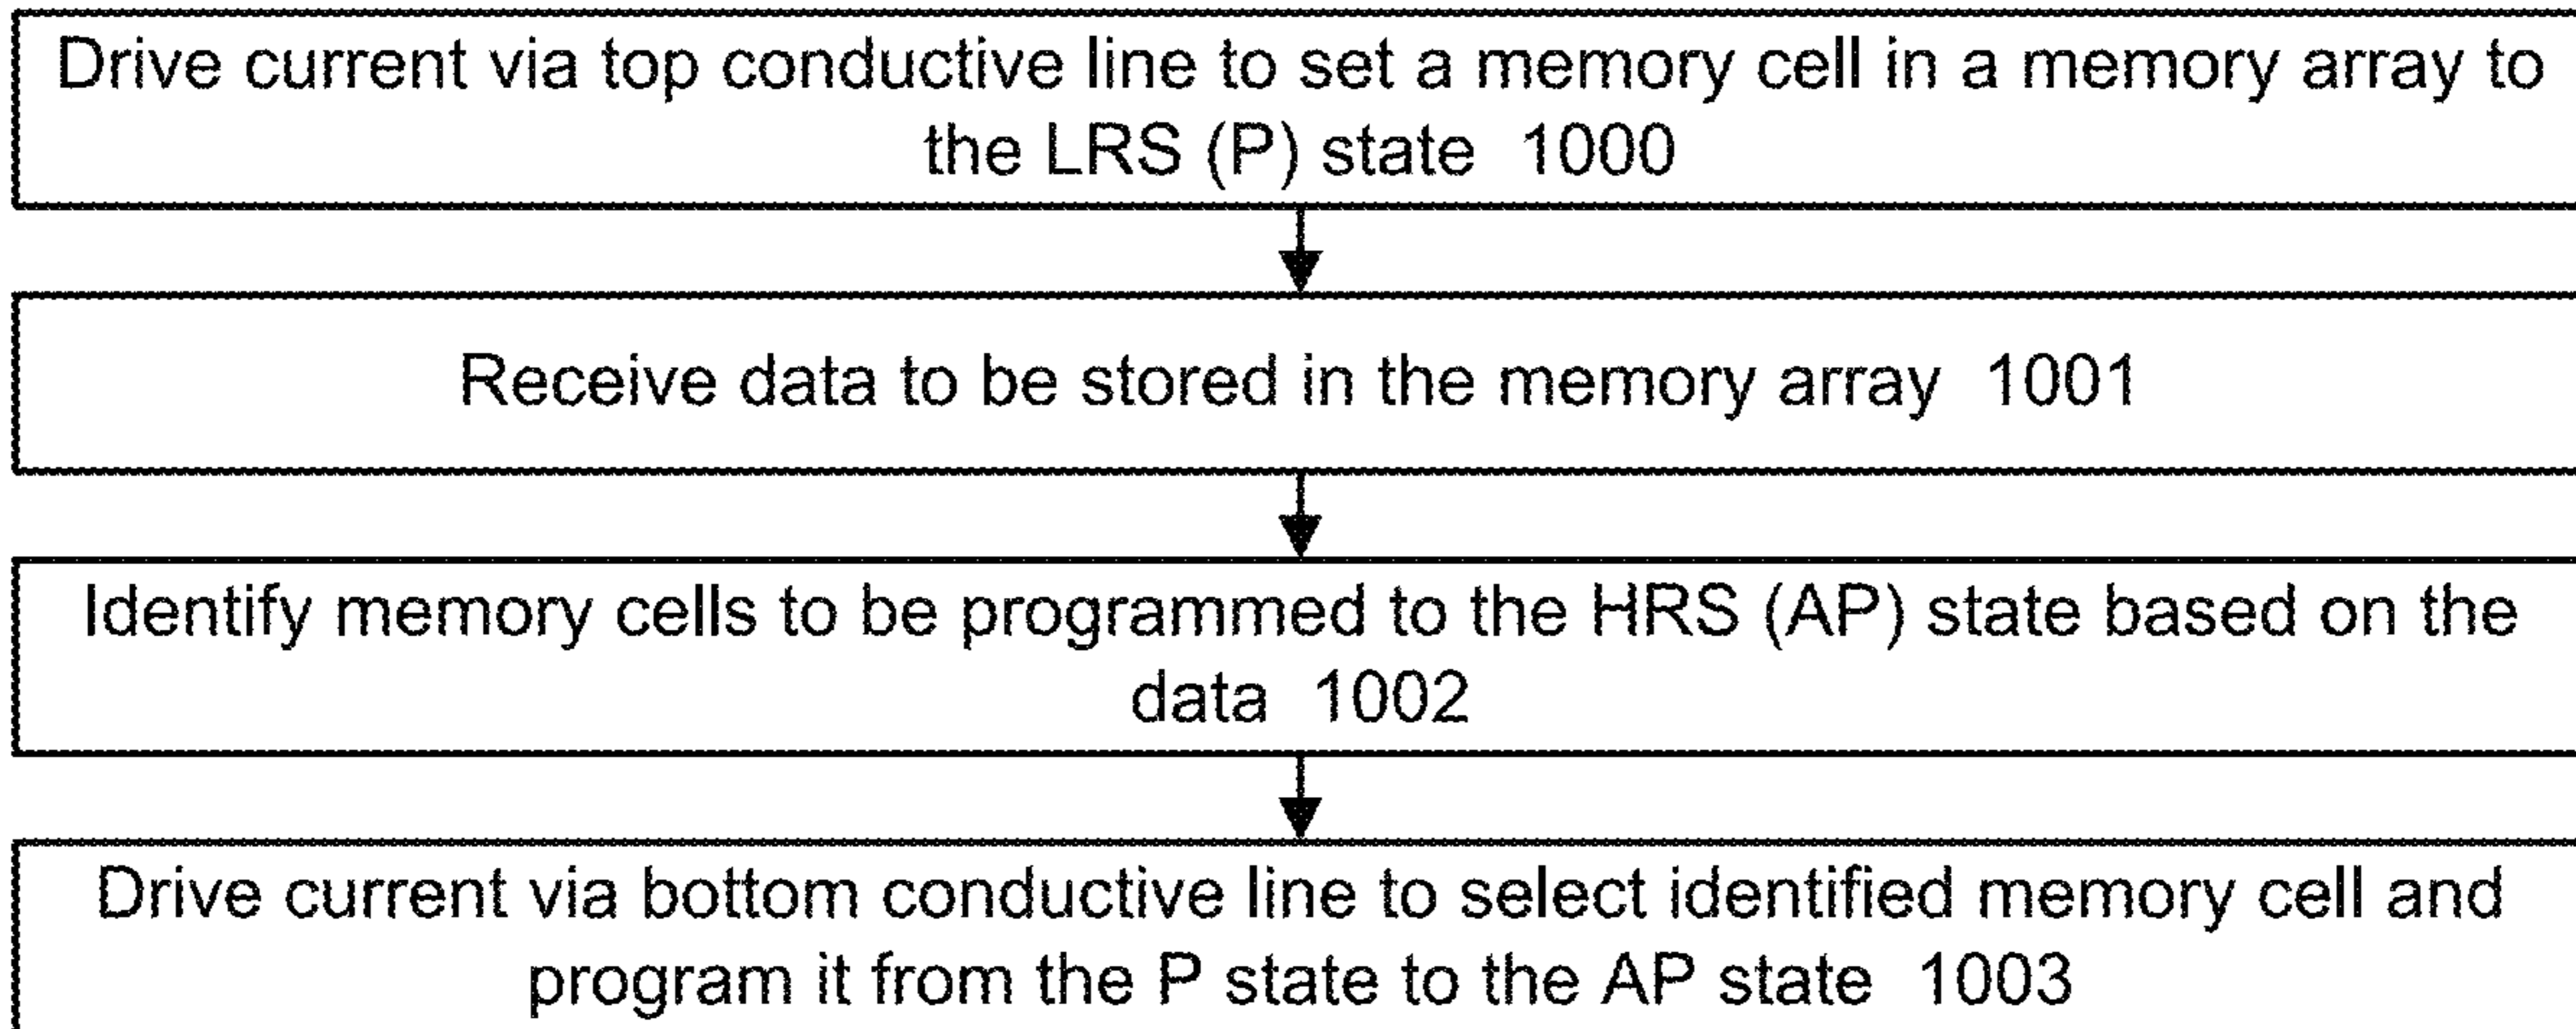 Drive current via top conductive line to set a memory cell in a memory array to
the LRS (P) state 1000
Receive data to be stored in the memory array 1001
Identify memory cells to be programmed to the HRS (AP) state based on the
data 1002
Drive current via bottom conductive line to select identified memory cell and
program it from the P state to the AP state 1003